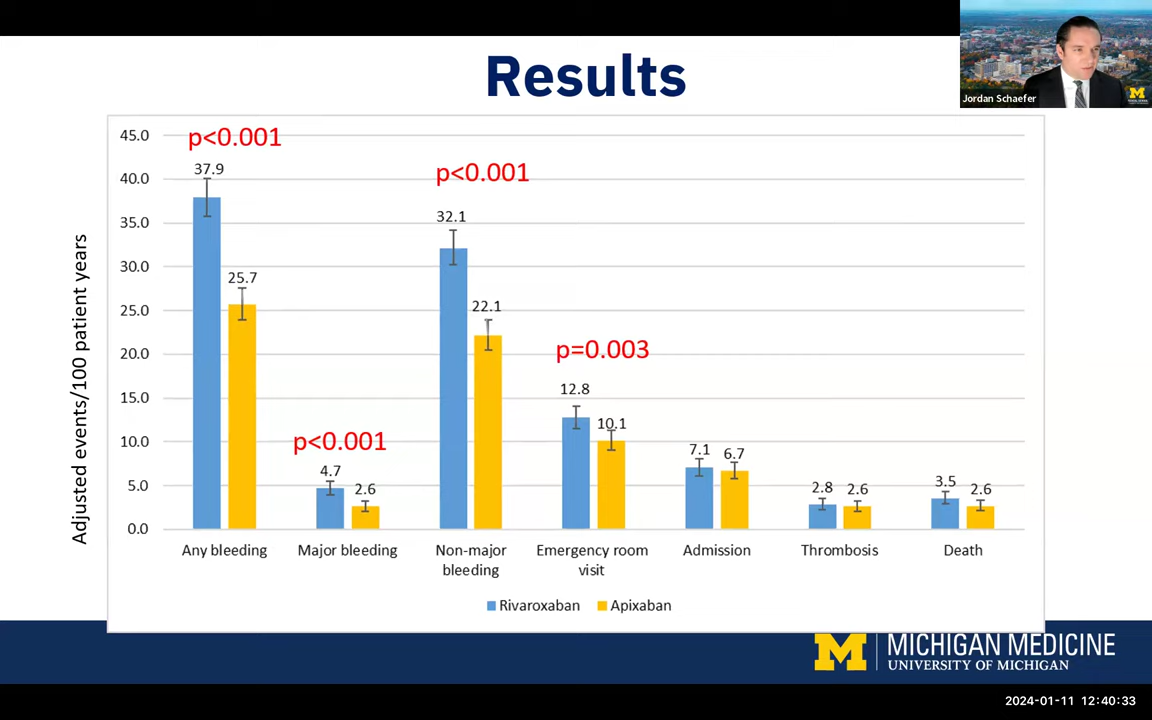 Results
Jordan Schaefer
Adjusted events/100 patient years
45.0
40.0
35.0
30.0
25.0
20.0
15.0
10.0
5.0
0.0
p<0.001
37.9
25.7
p<0.001
4.7
2.6
p<0.001
32.1
22.1
p=0.003
12.8
10.1
7.1
6.7
2.8
2.6
3.5
2.6
Any bleeding
Major bleeding
Non-major
bleeding
Emergency room
visit
Admission
Thrombosis
Death
Rivaroxaban
Apixaban
M
MICHIGAN MEDICINE
UNIVERSITY OF MICHIGAN
2024-01-11 12:40:33